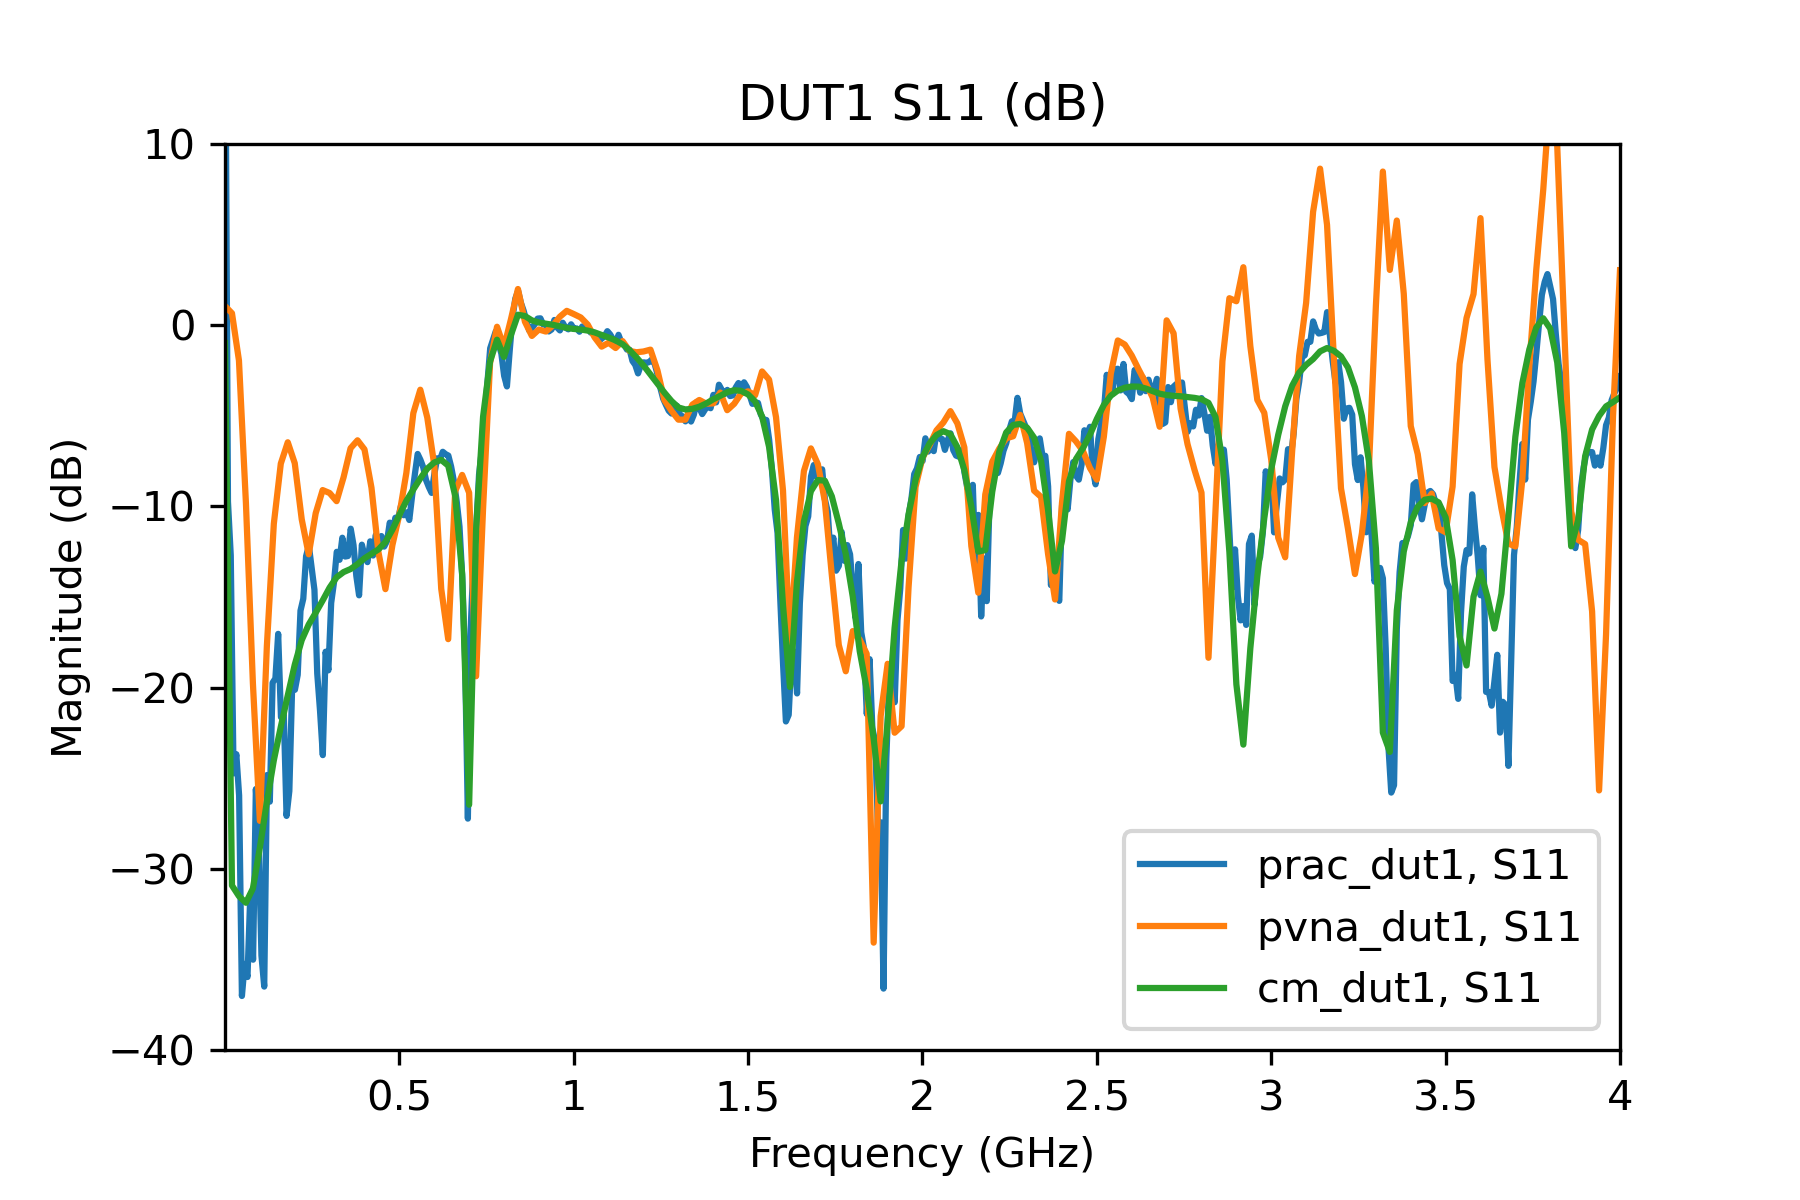 DUT1 S11 (dB)
10
0
−10
−20
−30
−40
Magnitude (dB)
0.5 1 1.5 2 2.5 3 3.5 4
Frequency (GHz)
prac_dut1, S11
pvna_dut1, S11
cm_dut1, S11